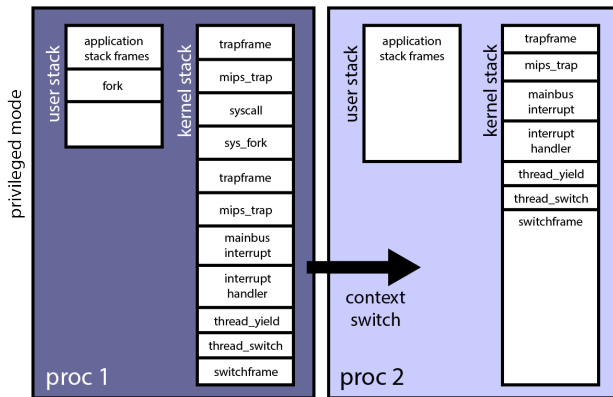 privileged mode
user stack
application
stack frames
fork
kernel stack
trapframe
mips_trap
syscall
sys_fork
trapframe
mips_trap
mainbus
interrupt
interrupt
handler
thread_yield
thread_switch
switchframe
proc 1
context
switch
user stack
application
stack frames
kernel stack
trapframe
mips_trap
mainbus
interrupt
interrupt
handler
thread_yield
thread_switch
switchframe
proc 2